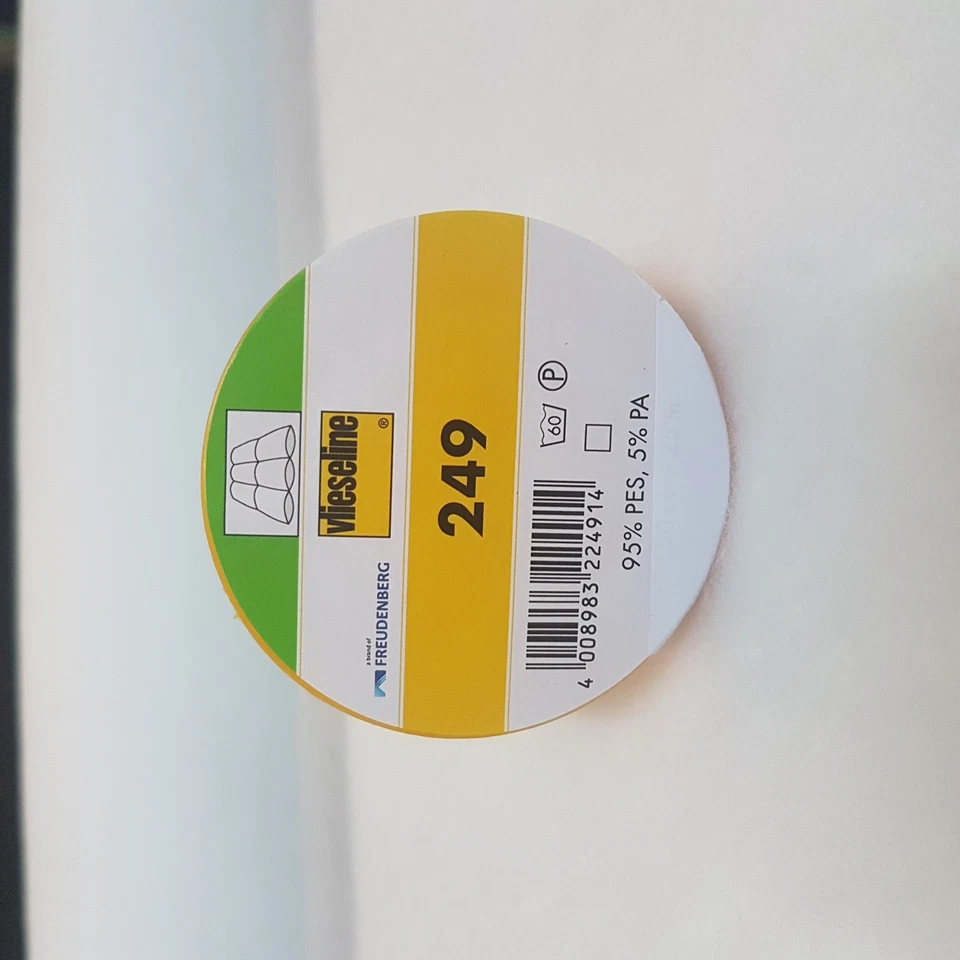 vlieseline
®
a brand of
FREUDENBERG
249
60 P
4 008983 224914
95% PES, 5% PA